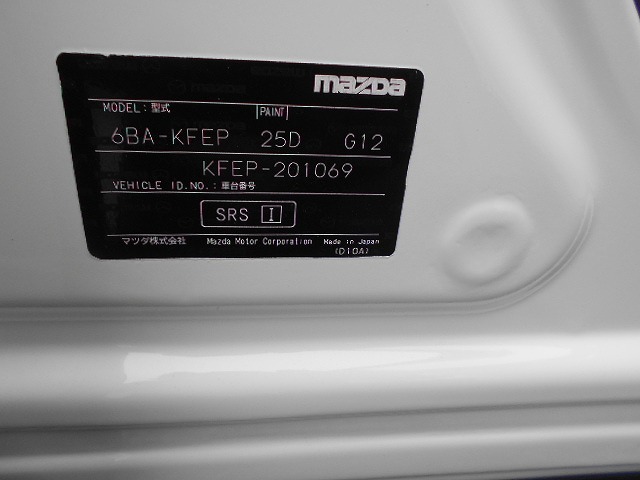 mazda
MODEL:型式 PAINT
6BA-KFEP 25D G12
KFEP-201069
VEHICLE ID.NO.:車台番号
SRS I
マツダ株式会社 Mazda Motor Corporation Made in Japan
(D10A)